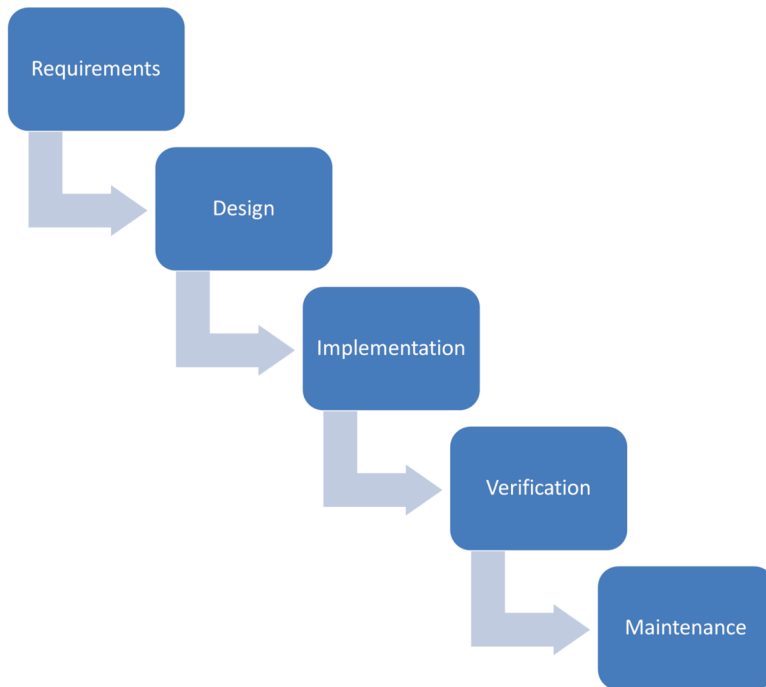 Requirements
Design
Implementation
Verification
Maintenance